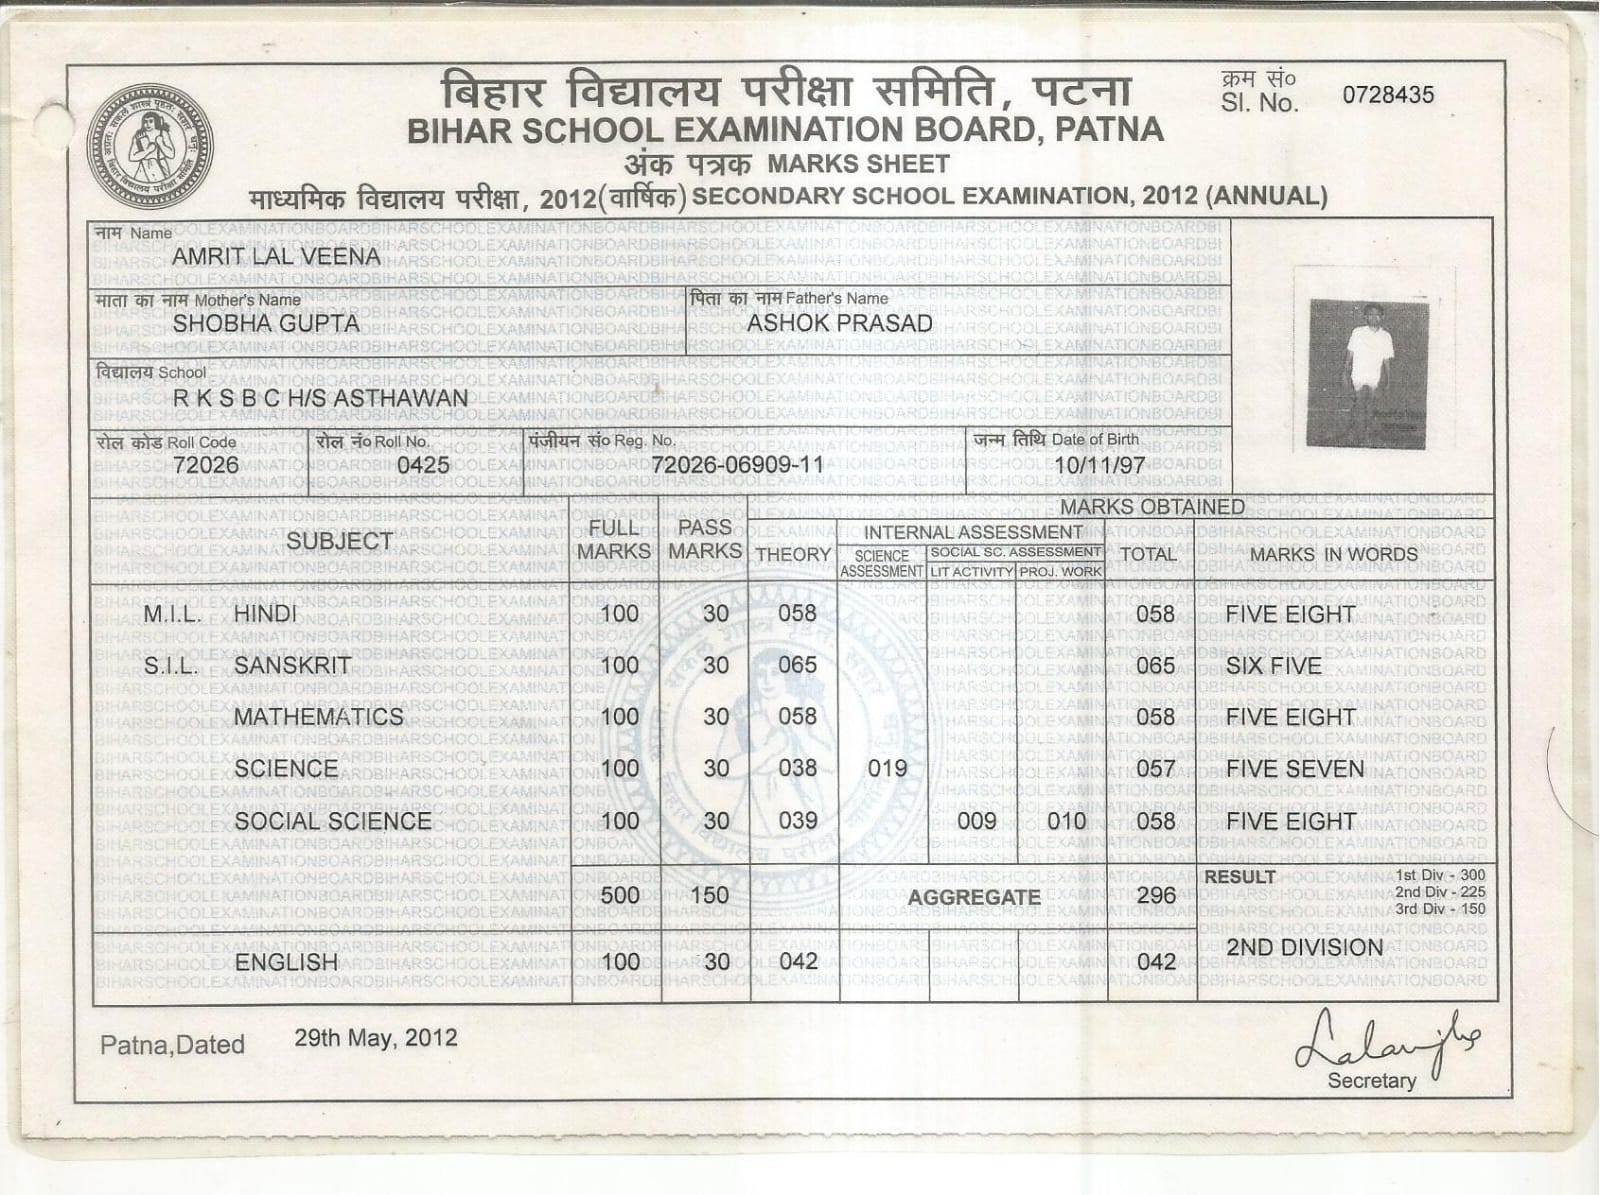 बिहार विद्यालय परीक्षा समिति, पटना
क्रम सं०
Sl. No. 0728435
BIHAR SCHOOL EXAMINATION BOARD, PATNA
अंक पत्रक MARKS SHEET
माध्यमिक विद्यालय परीक्षा, 2012(वार्षिक) SECONDARY SCHOOL EXAMINATION, 2012 (ANNUAL)
नाम Name
AMRIT LAL VEENA
माता का नाम Mother's Name पिता का नाम Father's Name
SHOBHA GUPTA ASHOK PRASAD
विद्यालय School
R K S B C H/S ASTHAWAN
रोल कोड Roll Code रोल नं० Roll No. पंजीयन सं० Reg. No. जन्म तिथि Date of Birth
72026 0425 72026-06909-11 10/11/97
MARKS OBTAINED
SUBJECT FULL MARKS PASS MARKS THEORY INTERNAL ASSESSMENT TOTAL MARKS IN WORDS
SCIENCE ASSESSMENT SOCIAL SC. ASSESSMENT
LIT ACTIVITY PROJ. WORK
M.I.L. HINDI 100 30 058 058 FIVE EIGHT
S.I.L. SANSKRIT 100 30 065 065 SIX FIVE
MATHEMATICS 100 30 058 058 FIVE EIGHT
SCIENCE 100 30 038 019 057 FIVE SEVEN
SOCIAL SCIENCE 100 30 039 009 010 058 FIVE EIGHT
500 150 AGGREGATE 296 RESULT 1st Div - 300
2nd Div - 225
3rd Div - 150
2ND DIVISION
ENGLISH 100 30 042 042
Patna,Dated 29th May, 2012
Secretary